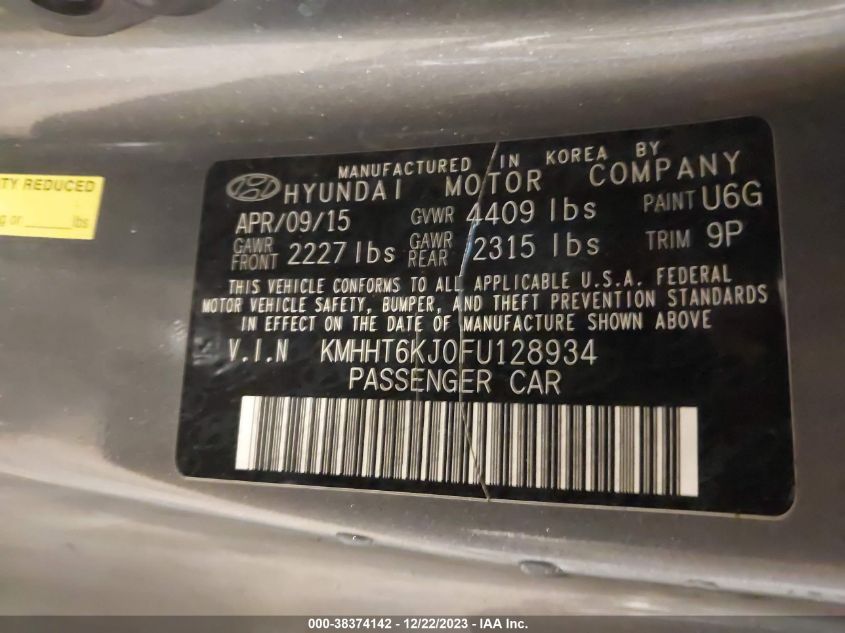 TY REDUCED
g or ______lbs
MANUFACTURED IN KOREA BY
HYUNDAI MOTOR COMPANY
APR/09/15 GVWR 4409 lbs PAINT U6G
GAWR FRONT 2227 lbs GAWR REAR 2315 lbs TRIM 9P
THIS VEHICLE CONFORMS TO ALL APPLICABLE U.S.A. FEDERAL
MOTOR VEHICLE SAFETY, BUMPER, AND THEFT PREVENTION STANDARDS
IN EFFECT ON THE DATE OF MANUFACTURE SHOWN ABOVE
V.I.N KMHHT6KJ0FU128934
PASSENGER CAR
000-38374142 - 12/22/2023 - IAA Inc.